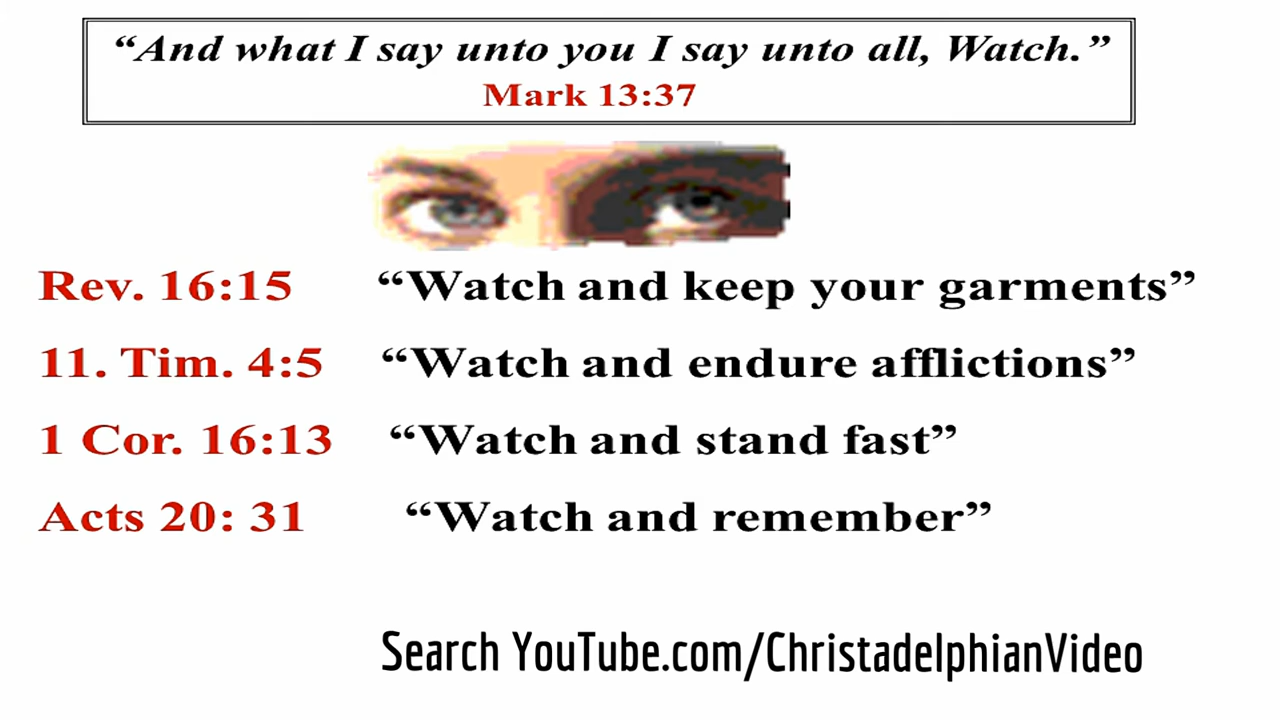 “And what I say unto you I say unto all, Watch.”
Mark 13:37
Rev. 16:15 “Watch and keep your garments”
11. Tim. 4:5 “Watch and endure afflictions”
1 Cor. 16:13 “Watch and stand fast”
Acts 20: 31 “Watch and remember”
Search YouTube.com/ChristadelphianVideo